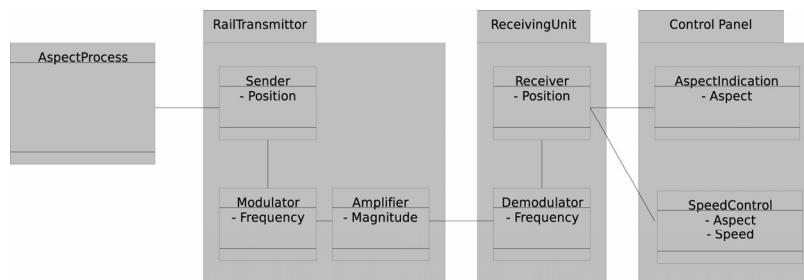 RailTransmittor
ReceivingUnit
Control Panel
AspectProcess
Sender
- Position
Receiver
- Position
AspectIndication
- Aspect
Modulator
- Frequency
Amplifier
- Magnitude
Demodulator
- Frequency
SpeedControl
- Aspect
- Speed